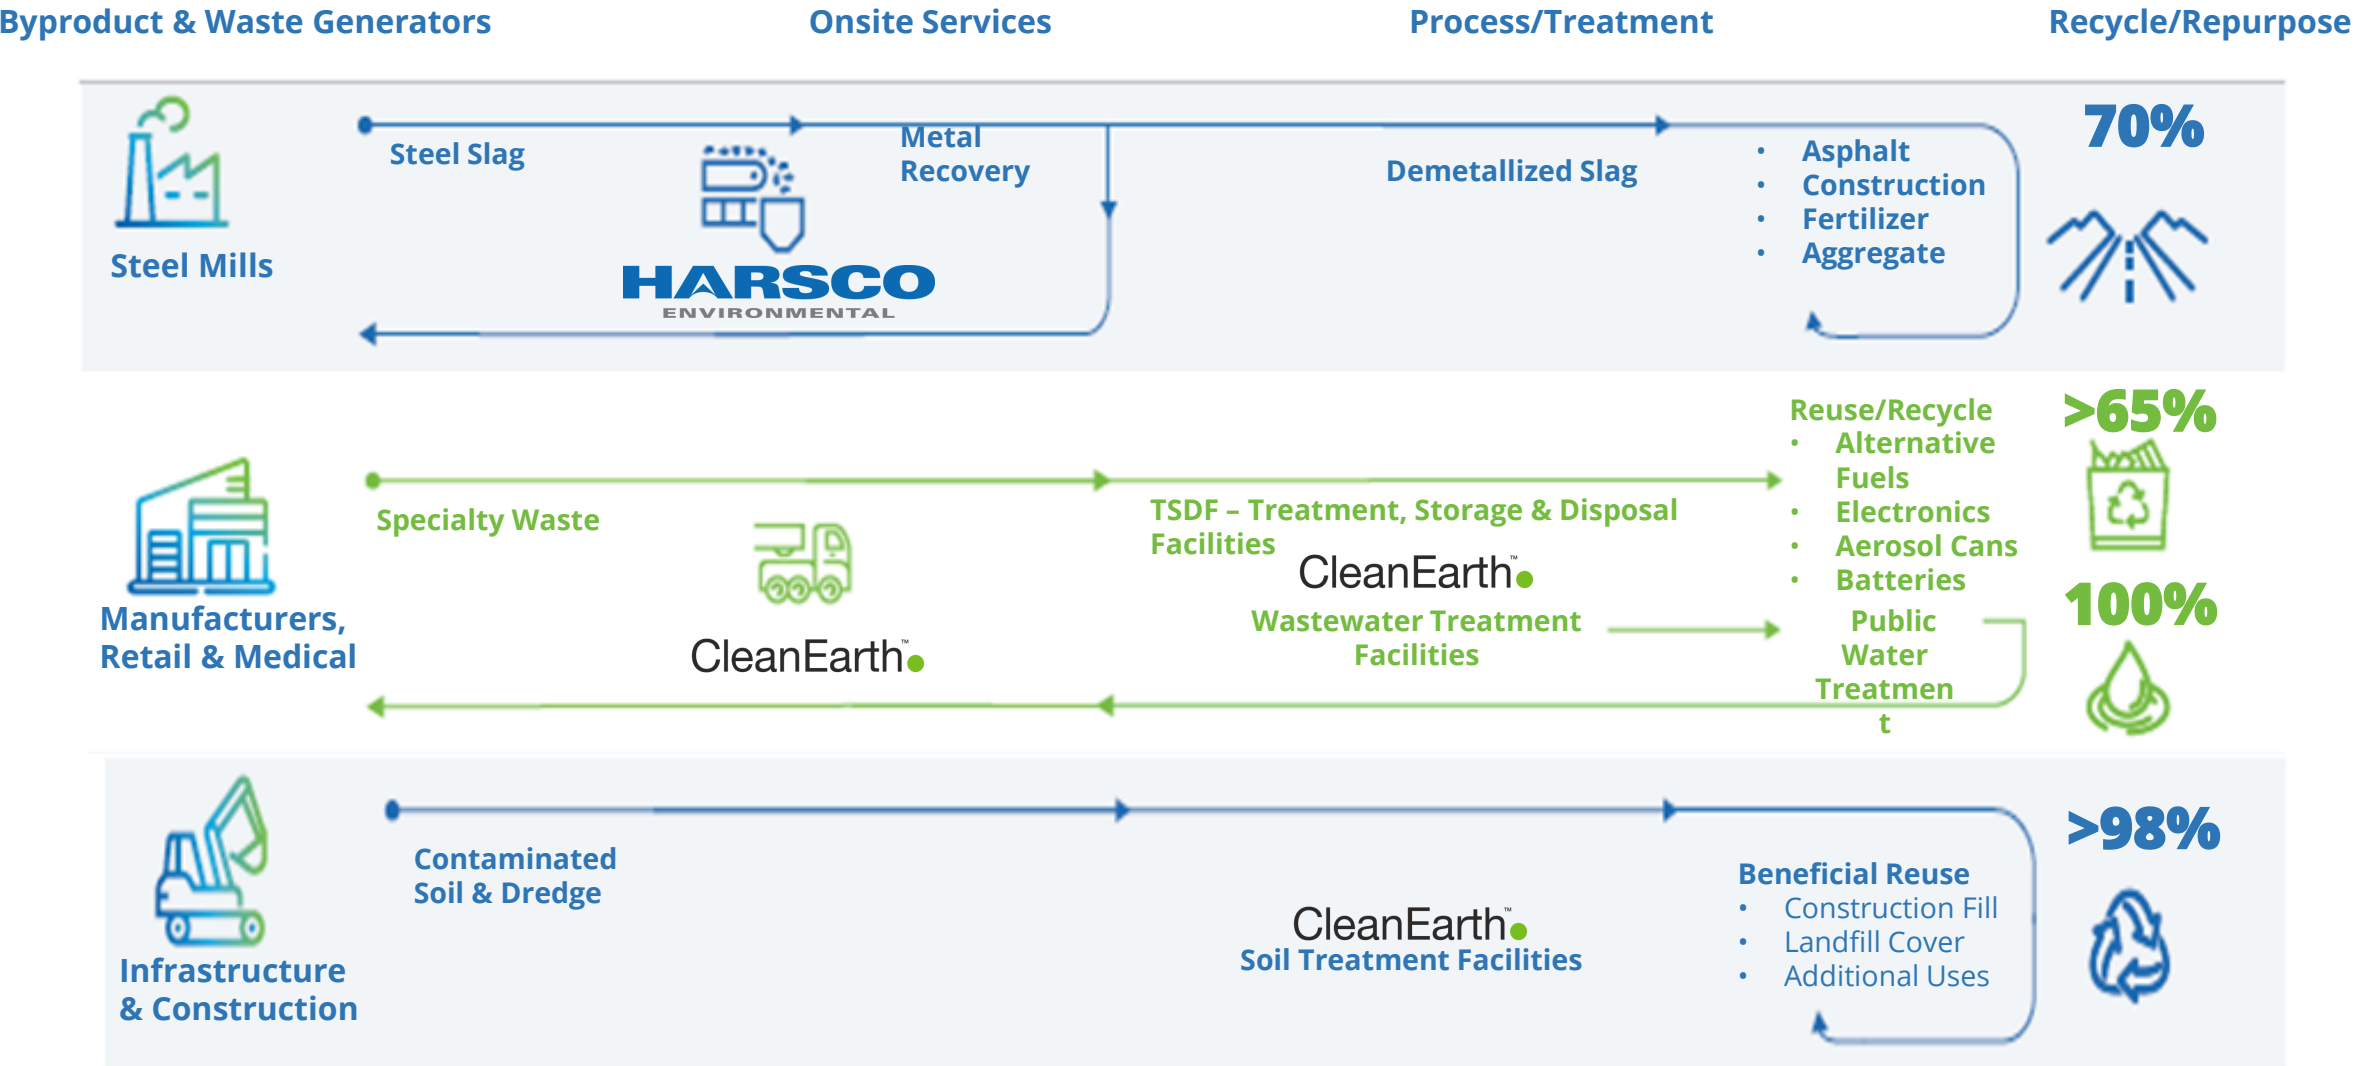 Byproduct & Waste Generators
Onsite Services
Process/Treatment
Recycle/Repurpose
Steel Mills
Steel Slag
HARSCO
ENVIRONMENTAL
Metal
Recovery
Demetallized Slag
• Asphalt
• Construction
• Fertilizer
• Aggregate
70%
Manufacturers,
Retail & Medical
Specialty Waste
CleanEarth™
TSDF – Treatment, Storage & Disposal
Facilities
CleanEarth™
Wastewater Treatment
Facilities
Reuse/Recycle
• Alternative
Fuels
• Electronics
• Aerosol Cans
• Batteries
Public
Water
Treatmen
t
>65%
100%
Infrastructure
& Construction
Contaminated
Soil & Dredge
CleanEarth™
Soil Treatment Facilities
Beneficial Reuse
• Construction Fill
• Landfill Cover
• Additional Uses
>98%